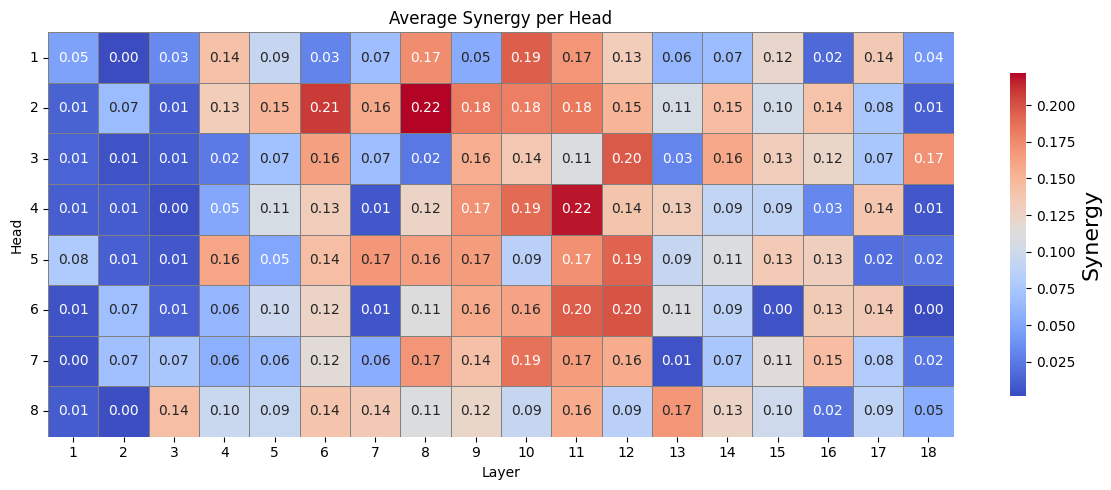 Average Synergy per Head
1 0.05 0.00 0.03 0.14 0.09 0.03 0.07 0.17 0.05 0.19 0.17 0.13 0.06 0.07 0.12 0.02 0.14 0.04
2 0.01 0.07 0.01 0.13 0.15 0.21 0.16 0.22 0.18 0.18 0.18 0.15 0.11 0.15 0.10 0.14 0.08 0.01
3 0.01 0.01 0.01 0.02 0.07 0.16 0.07 0.02 0.16 0.14 0.11 0.20 0.03 0.16 0.13 0.12 0.07 0.17
4 0.01 0.01 0.00 0.05 0.11 0.13 0.01 0.12 0.17 0.19 0.22 0.14 0.13 0.09 0.09 0.03 0.14 0.01
5 0.08 0.01 0.01 0.16 0.05 0.14 0.17 0.16 0.17 0.09 0.17 0.19 0.09 0.11 0.13 0.13 0.02 0.02
6 0.01 0.07 0.01 0.06 0.10 0.12 0.01 0.11 0.16 0.16 0.20 0.20 0.11 0.09 0.00 0.13 0.14 0.00
7 0.00 0.07 0.07 0.06 0.06 0.12 0.06 0.17 0.14 0.19 0.17 0.16 0.01 0.07 0.11 0.15 0.08 0.02
8 0.01 0.00 0.14 0.10 0.09 0.14 0.14 0.11 0.12 0.09 0.16 0.09 0.17 0.13 0.10 0.02 0.09 0.05
1 2 3 4 5 6 7 8 9 10 11 12 13 14 15 16 17 18
Layer
Head
0.200
0.175
0.150
0.125
0.100
0.075
0.050
0.025
Synergy